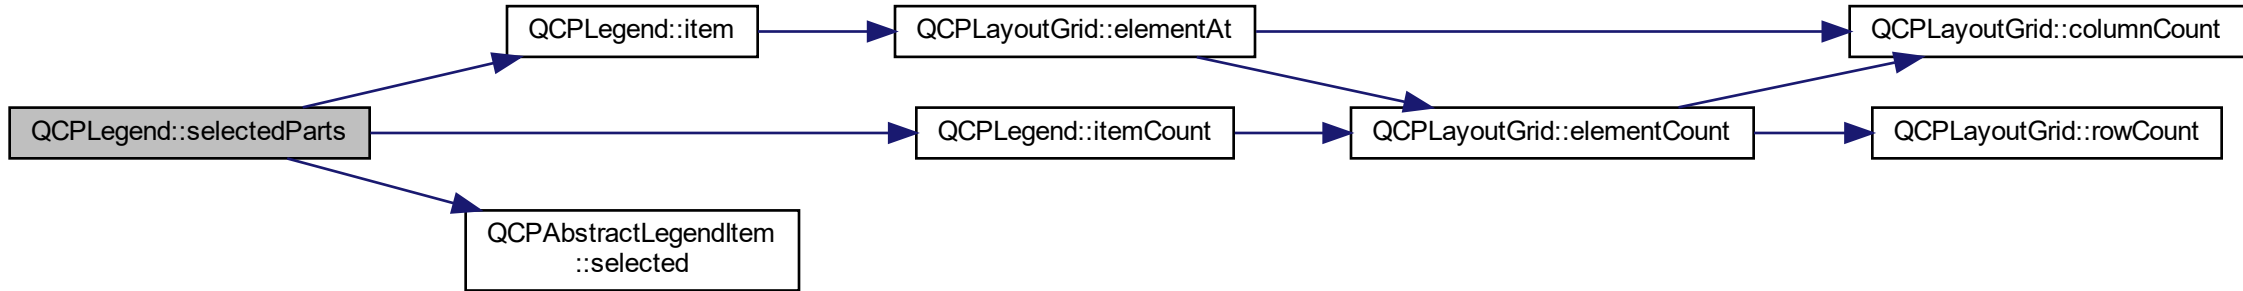 QCPLegend::item
QCPLayoutGrid::elementAt
QCPLayoutGrid::columnCount
QCPLegend::selectedParts
QCPLegend::itemCount
QCPLayoutGrid::elementCount
QCPLayoutGrid::rowCount
QCPAbstractLegendItem
::selected